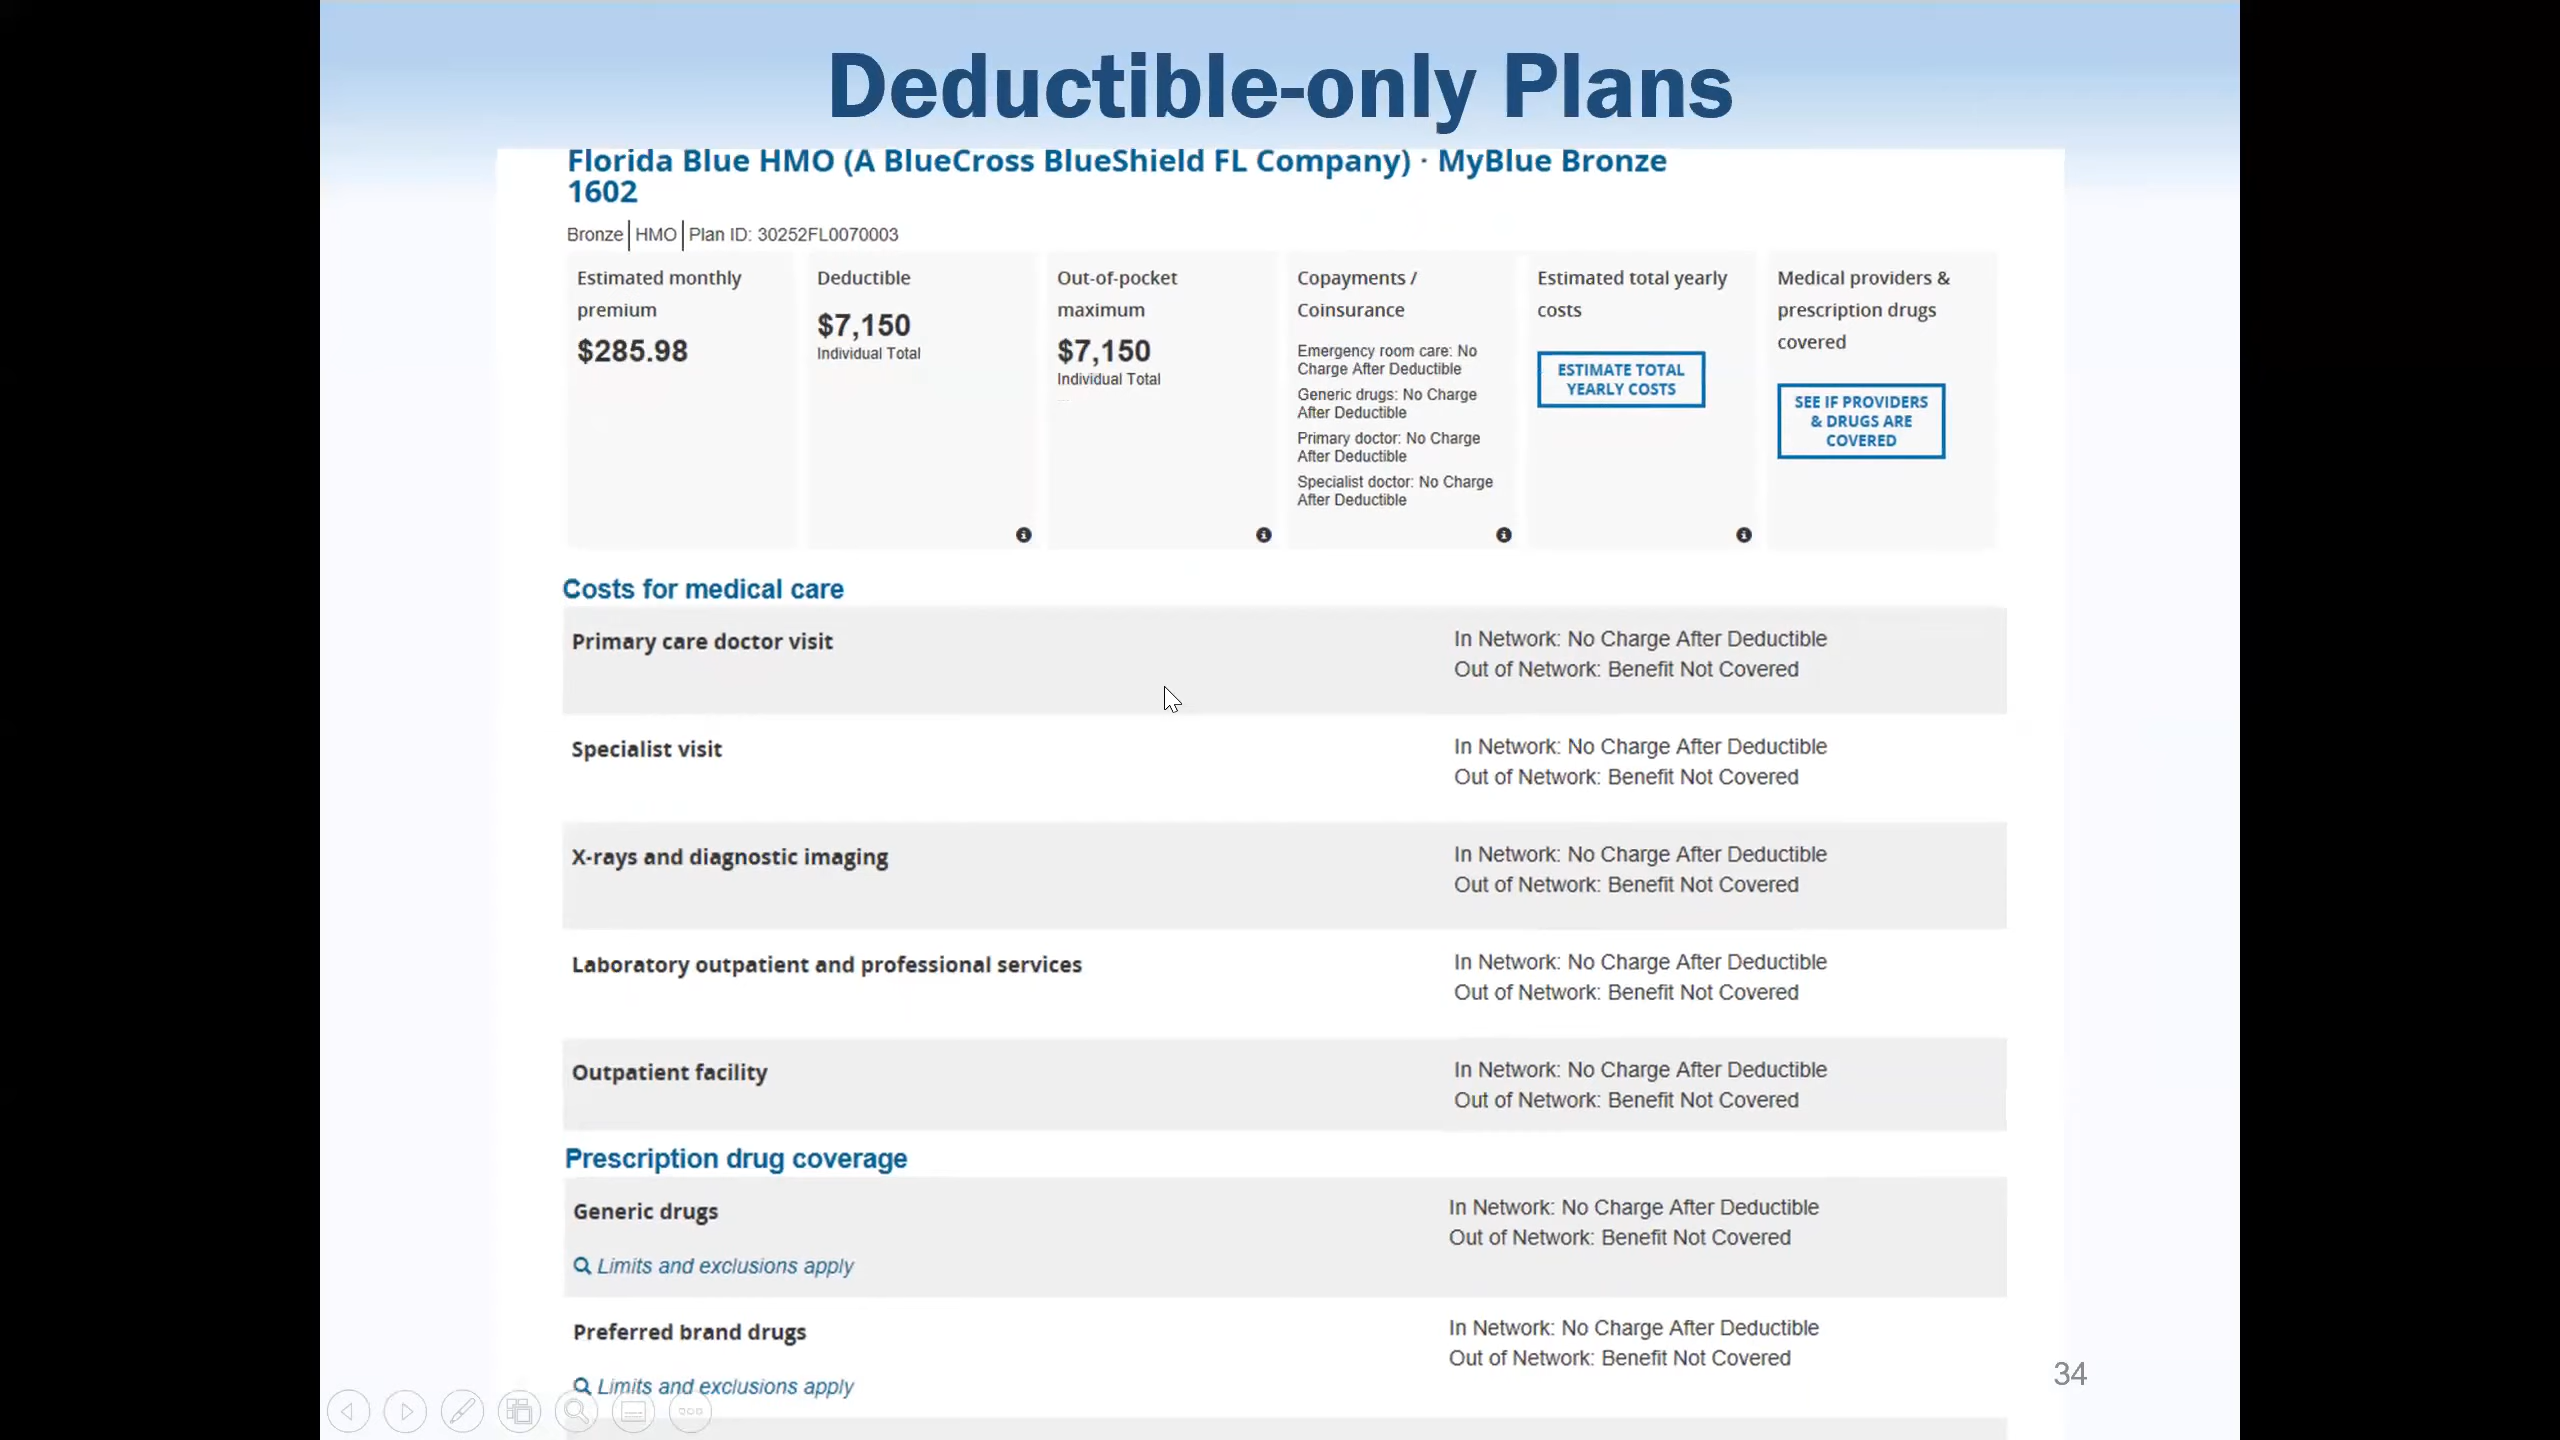 Deductible-only Plans
Florida Blue HMO (A BlueCross BlueShield FL Company) · MyBlue Bronze
1602
Bronze | HMO | Plan ID: 30252FL0070003
Estimated monthly
premium
$285.98
Deductible
$7,150
Individual Total
Out-of-pocket
maximum
$7,150
Individual Total
Copayments /
Coinsurance
Emergency room care: No
Charge After Deductible
Generic drugs: No Charge
After Deductible
Primary doctor: No Charge
After Deductible
Specialist doctor: No Charge
After Deductible
Estimated total yearly
costs
ESTIMATE TOTAL
YEARLY COSTS
Medical providers &
prescription drugs
covered
SEE IF PROVIDERS
& DRUGS ARE
COVERED
Costs for medical care
Primary care doctor visit
In Network: No Charge After Deductible
Out of Network: Benefit Not Covered
Specialist visit
In Network: No Charge After Deductible
Out of Network: Benefit Not Covered
X-rays and diagnostic imaging
In Network: No Charge After Deductible
Out of Network: Benefit Not Covered
Laboratory outpatient and professional services
In Network: No Charge After Deductible
Out of Network: Benefit Not Covered
Outpatient facility
In Network: No Charge After Deductible
Out of Network: Benefit Not Covered
Prescription drug coverage
Generic drugs
In Network: No Charge After Deductible
Out of Network: Benefit Not Covered
Limits and exclusions apply
Preferred brand drugs
In Network: No Charge After Deductible
Out of Network: Benefit Not Covered
Limits and exclusions apply
34